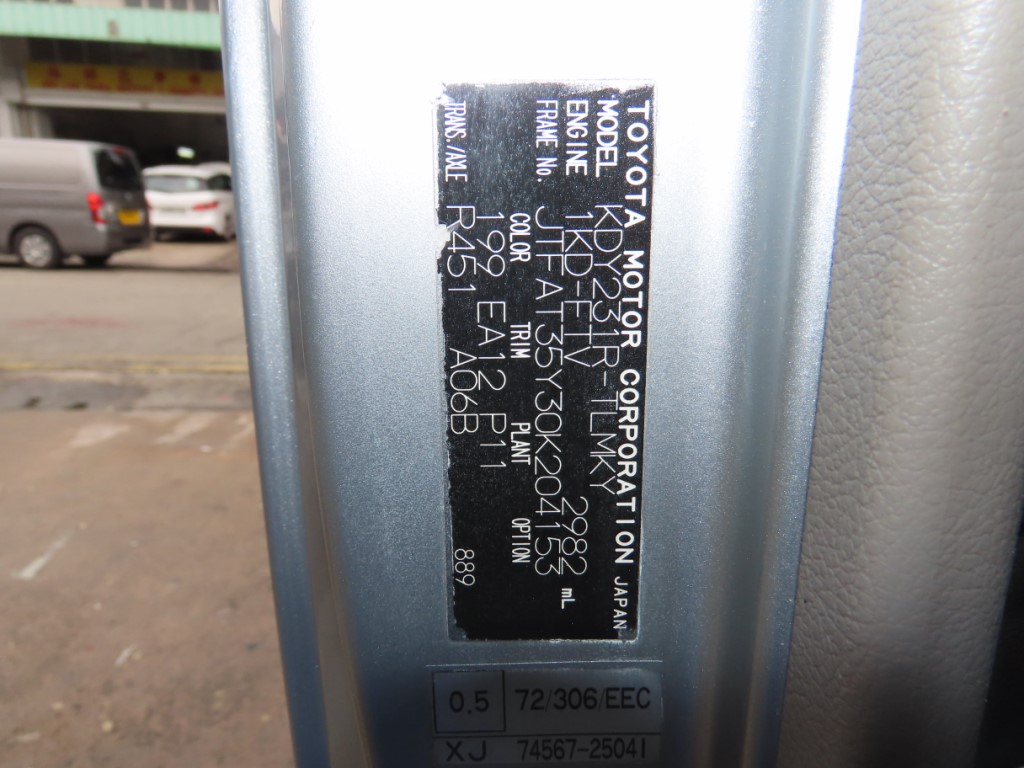 TOYOTA MOTOR CORPORATION JAPAN
MODEL KDY231R-TLMKY
ENGINE 1KD-FTV 2982 mL
FRAME No. JTFAT35Y30K204153
COLOR TRIM PLANT OPTION
199 EA12 P11
TRANS./AXLE R451 A06B 889
0.5 72/306/EEC
XJ 74567-25041